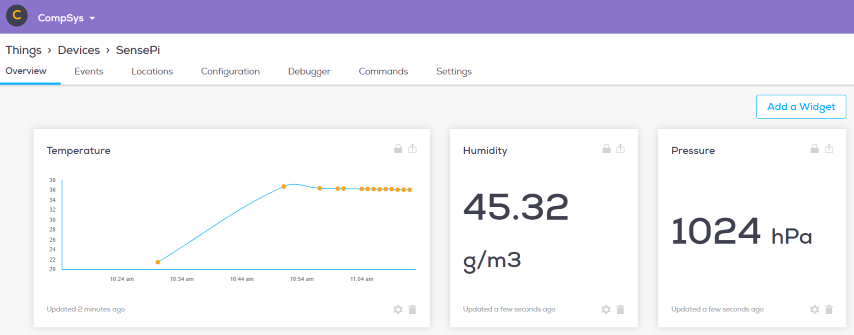 C CompSys
Things › Devices › SensePi
Overview Events Locations Configuration Debugger Commands Settings
Add a Widget
Temperature
38
36
34
32
30
28
26
24
22
20
10:24 am 10:34 am 10:44 am 10:54 am 11:04 am
Updated 2 minutes ago
Humidity
45.32
g/m3
Updated a few seconds ago
Pressure
1024 hPa
Updated a few seconds ago